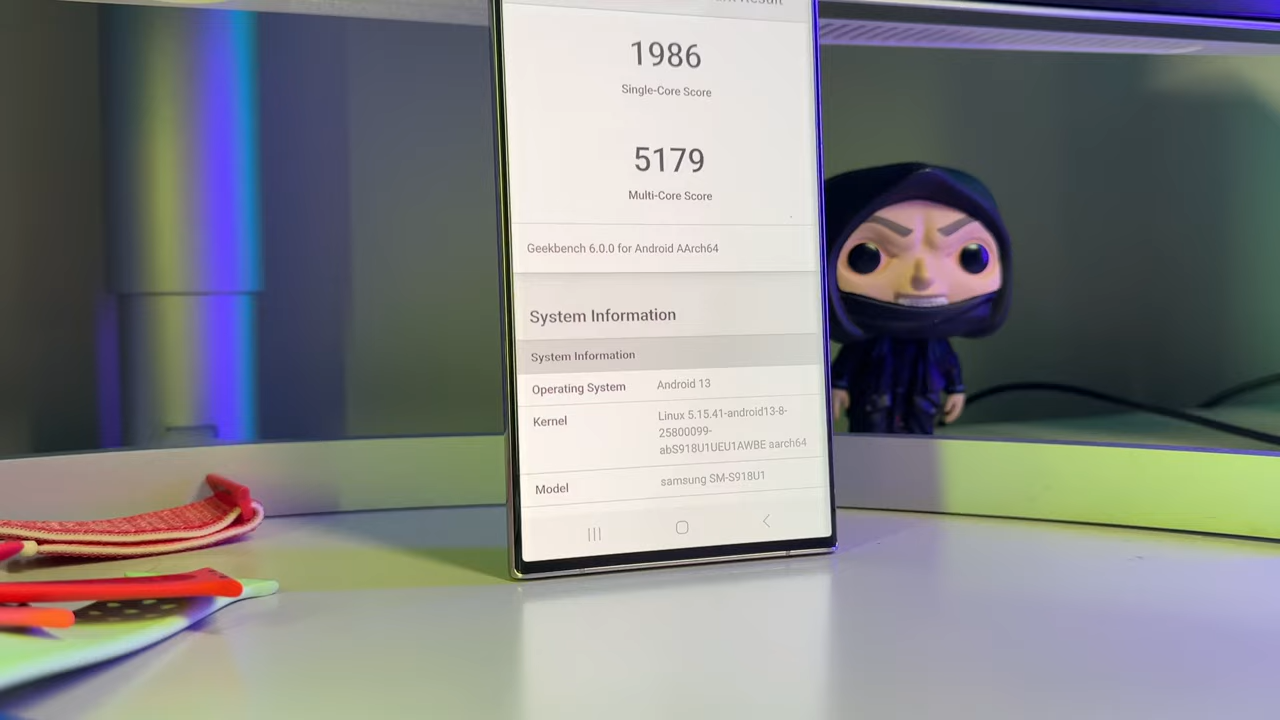 Result
1986
Single-Core Score
5179
Multi-Core Score
Geekbench 6.0.0 for Android AArch64
System Information
System Information
Operating System Android 13
Kernel Linux 5.15.41-android13-8-
25800099-
abS918U1UEU1AWBE aarch64
Model samsung SM-S918U1